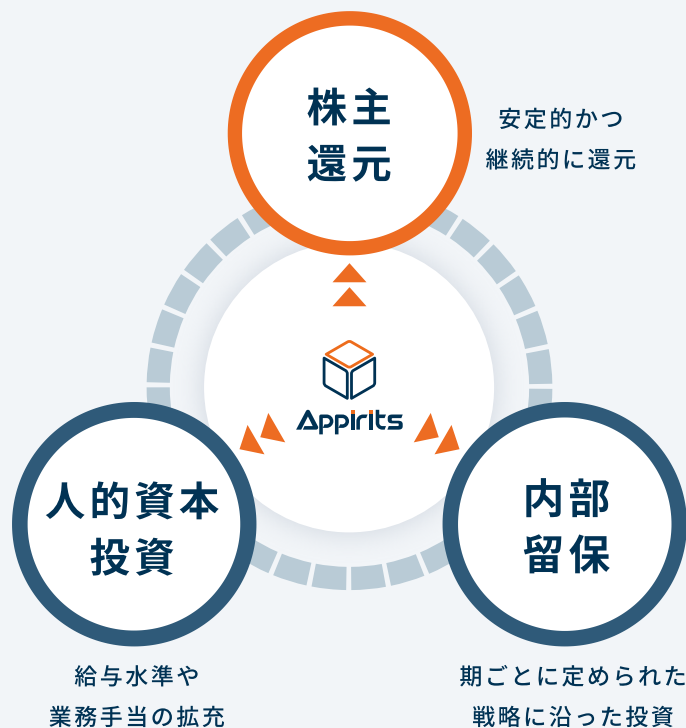 株主
還元
安定的かつ
継続的に還元
Appirits
人的資本
投資
給与水準や
業務手当の拡充
内部
留保
期ごとに定められた
戦略に沿った投資